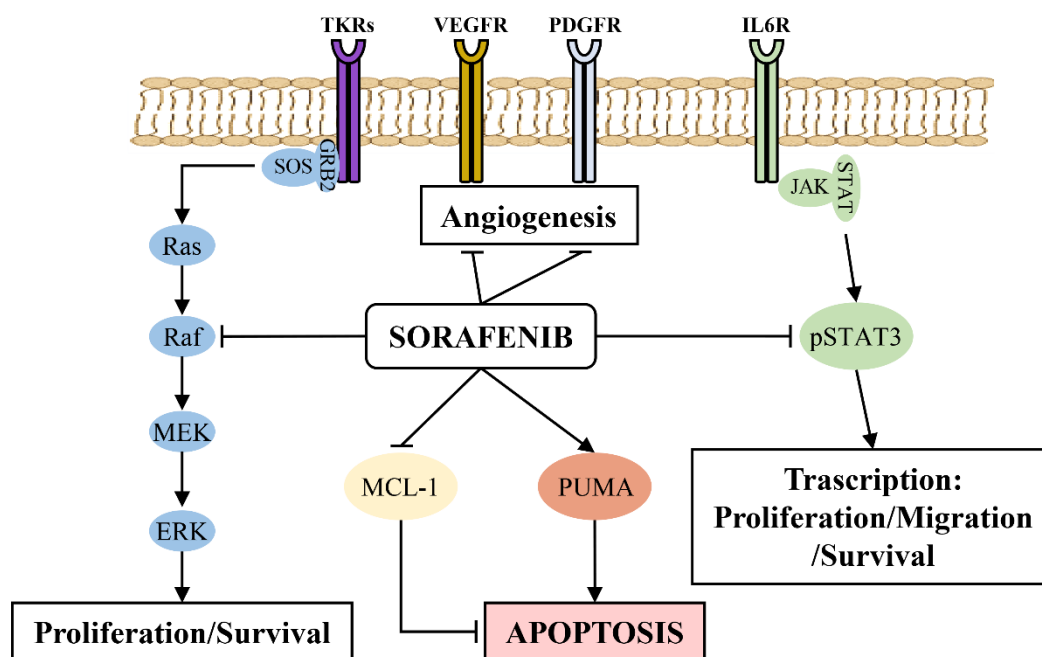 TKRs
VEGFR
PDGFR
IL6R
SOS
GRB2
JAK
STAT
Angiogenesis
Ras
Raf
SORAFENIB
pSTAT3
MEK
MCL-1
PUMA
Trascription:
Proliferation/Migration
/Survival
ERK
Proliferation/Survival
APOPTOSIS